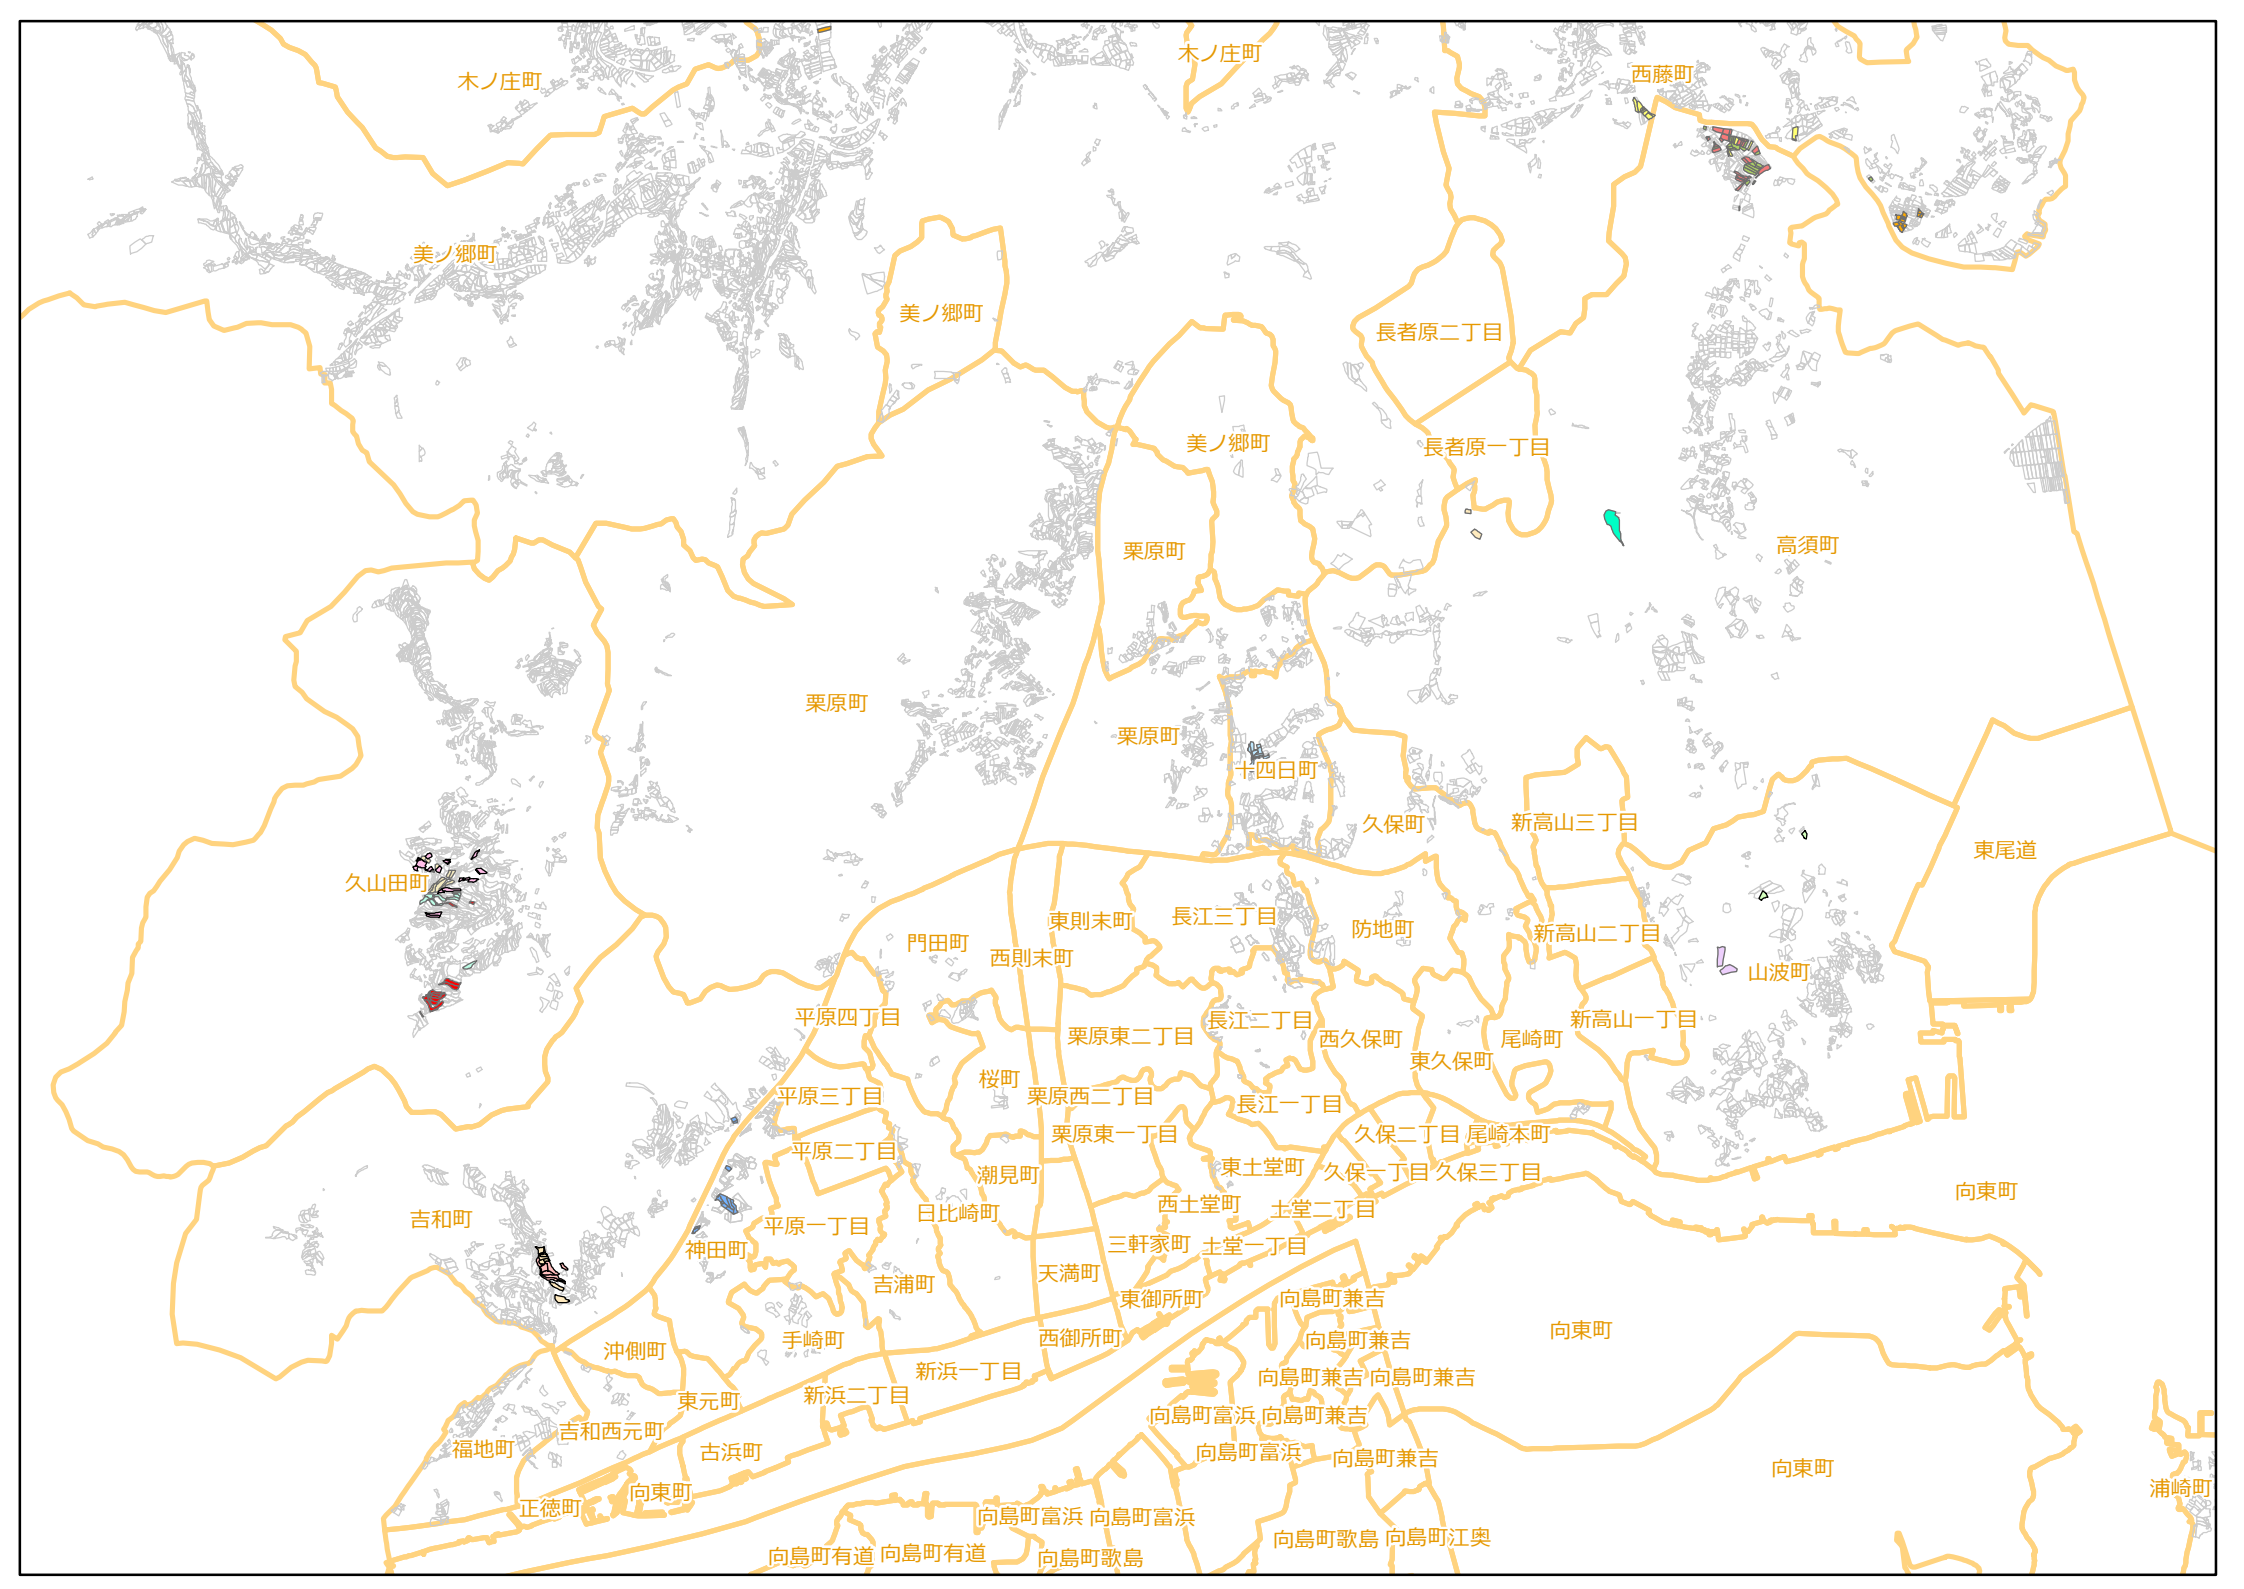 木ノ庄町
西藤町
木ノ庄町
美ノ郷町
美ノ郷町
長者原二丁目
美ノ郷町
長者原一丁目
栗原町
高須町
栗原町
栗原町
十四日町
久保町
新高山三丁目
東尾道
久山田町
東則末町
長江三丁目
防地町
新高山二丁目
門田町
西則末町
山波町
平原四丁目
長江二丁目
新高山一丁目
栗原東二丁目
西久保町
尾崎町
東久保町
桜町
平原三丁目
栗原西二丁目
長江一丁目
栗原東一丁目
久保二丁目
尾崎本町
平原二丁目
潮見町
東土堂町
久保一丁目
久保三丁目
向東町
吉和町
平原一丁目
日比崎町
西土堂町
土堂二丁目
神田町
三軒家町
土堂一丁目
吉浦町
天満町
東御所町
向島町兼吉
向東町
沖側町
手崎町
西御所町
向島町兼吉
新浜一丁目
向島町兼吉
向島町兼吉
東元町
新浜二丁目
向島町富浜
向島町兼吉
吉和西元町
福地町
古浜町
向島町富浜
向島町兼吉
向東町
浦崎町
正徳町
向東町
向島町富浜
向島町富浜
向島町歌島
向島町江奥
向島町有道
向島町有道
向島町歌島